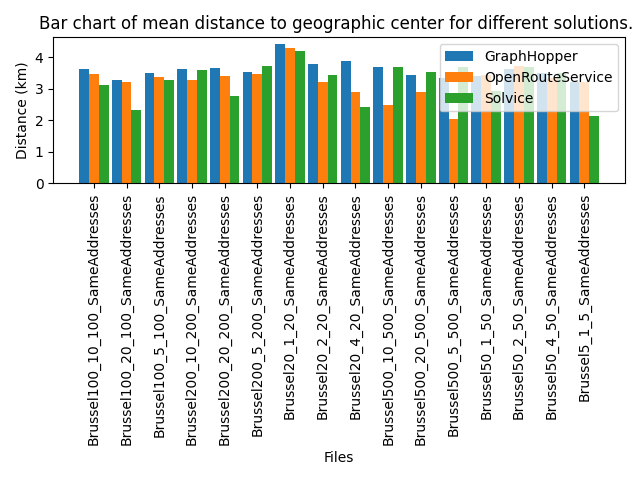 Bar chart of mean distance to geographic center for different solutions.
Distance (km)
4
3
2
1
0
GraphHopper
OpenRouteService
Solvice
Brussel100_10_100_SameAddresses
Brussel100_20_100_SameAddresses
Brussel100_5_100_SameAddresses
Brussel200_10_200_SameAddresses
Brussel200_20_200_SameAddresses
Brussel200_5_200_SameAddresses
Brussel20_1_20_SameAddresses
Brussel20_2_20_SameAddresses
Brussel20_4_20_SameAddresses
Brussel500_10_500_SameAddresses
Brussel500_20_500_SameAddresses
Brussel500_5_500_SameAddresses
Brussel50_1_50_SameAddresses
Brussel50_2_50_SameAddresses
Brussel50_4_50_SameAddresses
Brussel5_1_5_SameAddresses
Files